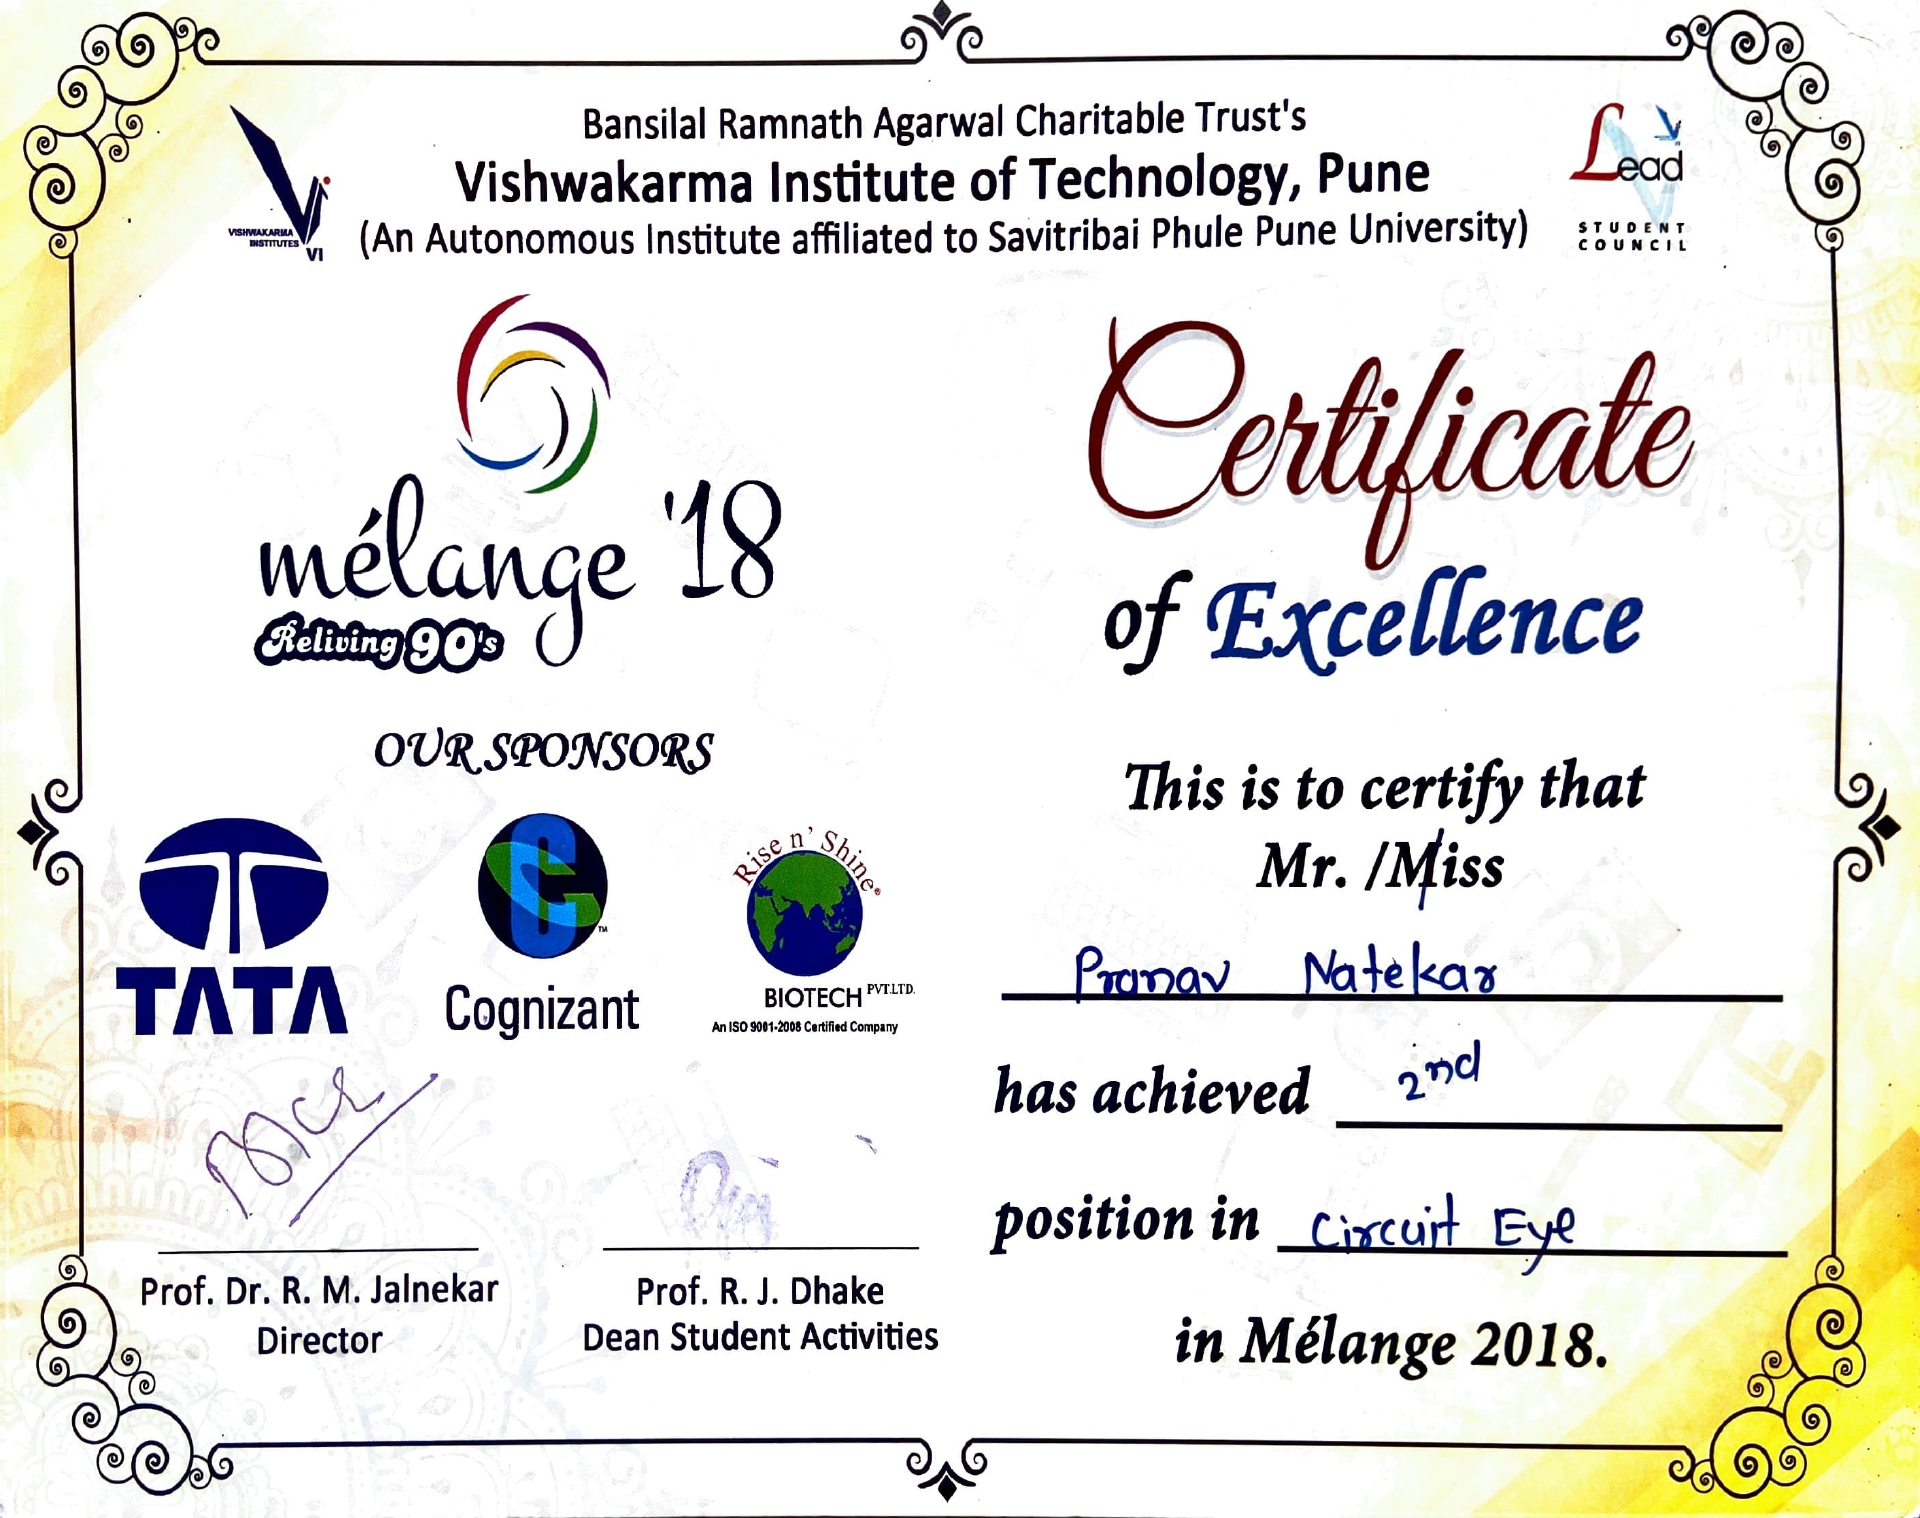 Bansilal Ramnath Agarwal Charitable Trust's
Vishwakarma Institute of Technology, Pune
(An Autonomous Institute affiliated to Savitribai Phule Pune University)
VISHWAKARMA
INSTITUTES
VI
Lead
STUDENT
COUNCIL
mélange '18
Reliving 90's
OUR SPONSORS
TATA
Cognizant
TM
Rise n' Shine®
BIOTECH PVT.LTD.
An ISO 9001-2008 Certified Company
Prof. Dr. R. M. Jalnekar
Director
Prof. R. J. Dhake
Dean Student Activities
Certificate
of Excellence
This is to certify that
Mr. /Miss
Pranav Natekar
has achieved 2nd
position in Circuit Eye
in Mélange 2018.